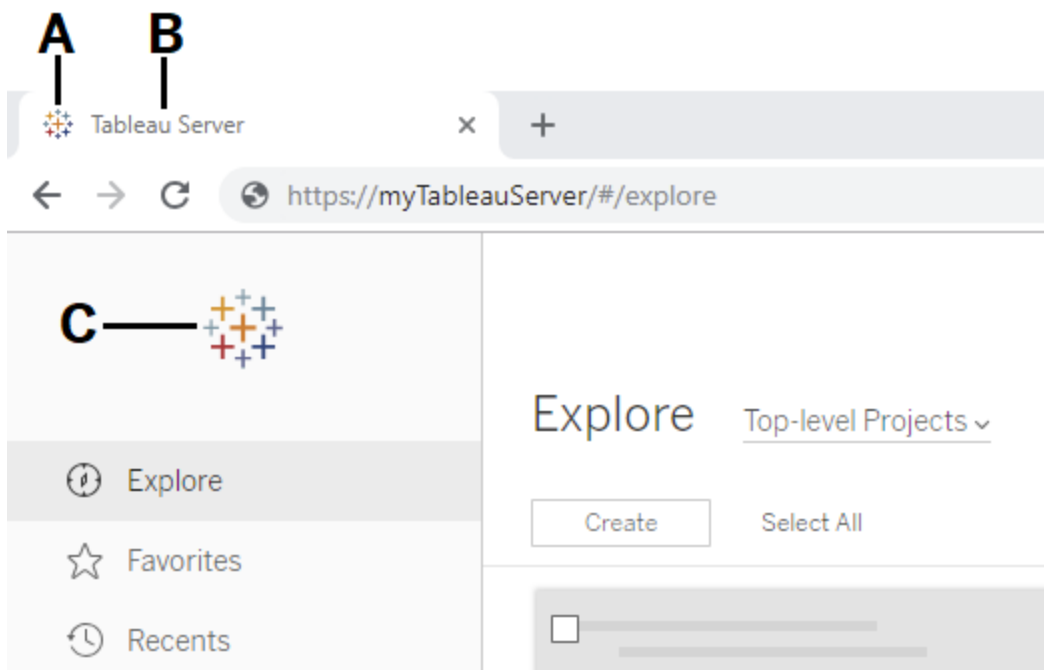 A B
Tableau Server
https://myTableauServer/#/explore
C
Explore Top-level Projects
Explore
Create Select All
Favorites
Recents